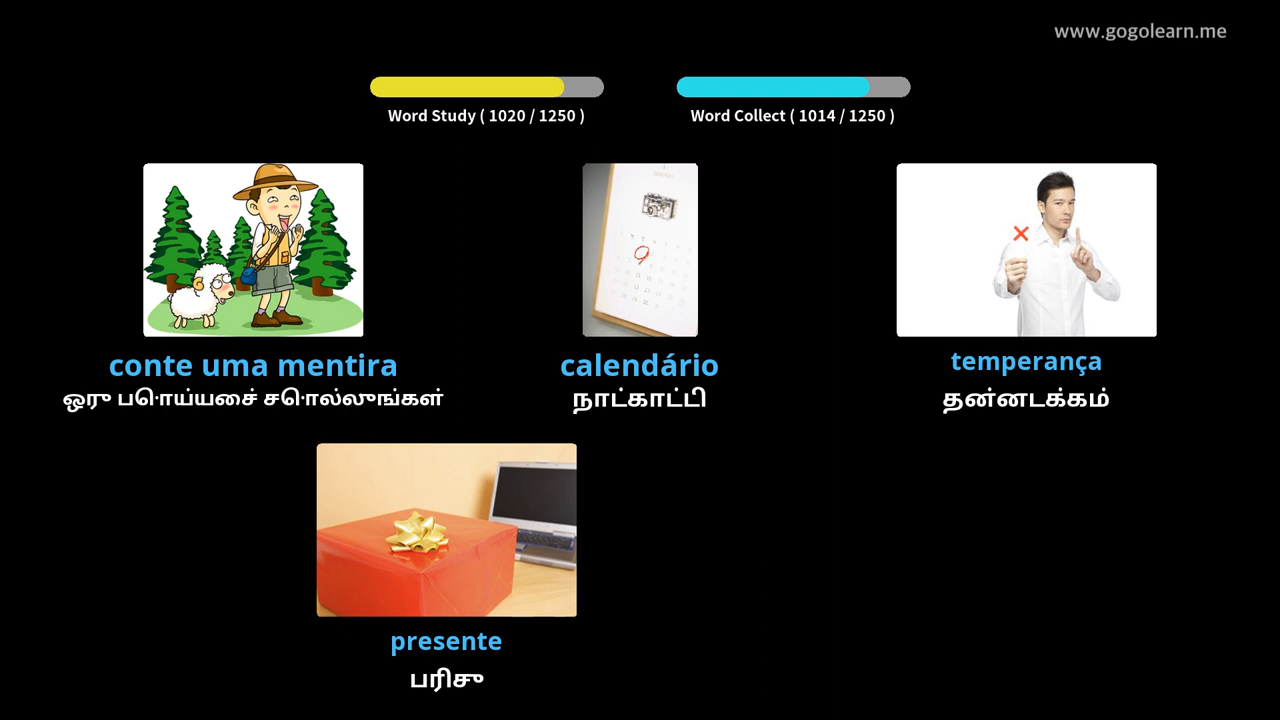 www.gogolearn.me
Word Study ( 1020 / 1250 )
Word Collect ( 1014 / 1250 )
conte uma mentira
ஒரு பொய்யைச் சொல்லுங்கள்
calendário
நாட்காட்டி
temperança
தன்னடக்கம்
presente
பரிசு